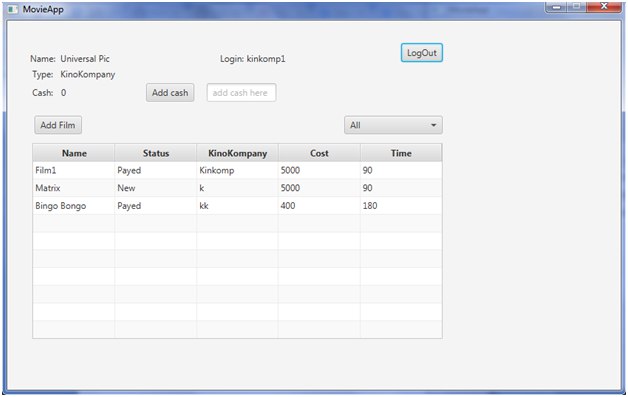 MovieApp
Name: Universal Pic Login: kinkomp1 LogOut
Type: KinoKompany
Cash: 0 Add cash add cash here
Add Film All
Name Status KinoKompany Cost Time
Film1 Payed Kinkomp 5000 90
Matrix New k 5000 90
Bingo Bongo Payed kk 400 180